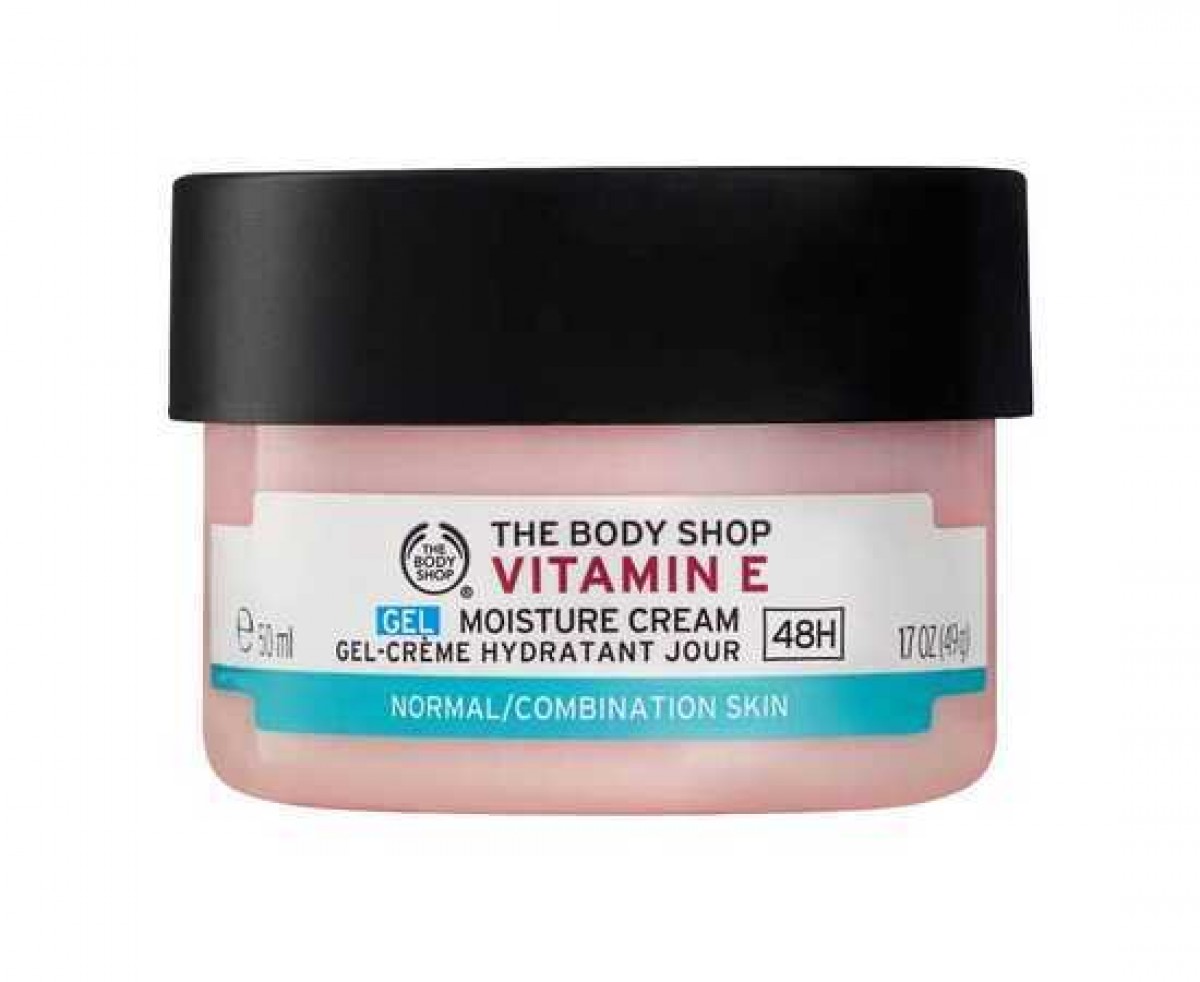 THE BODY SHOP
THE
BODY
SHOP
®
VITAMIN E
GEL MOISTURE CREAM
GEL-CRÈME HYDRATANT JOUR
48H
e 50 ml
1.7 OZ (49g)
NORMAL/COMBINATION SKIN